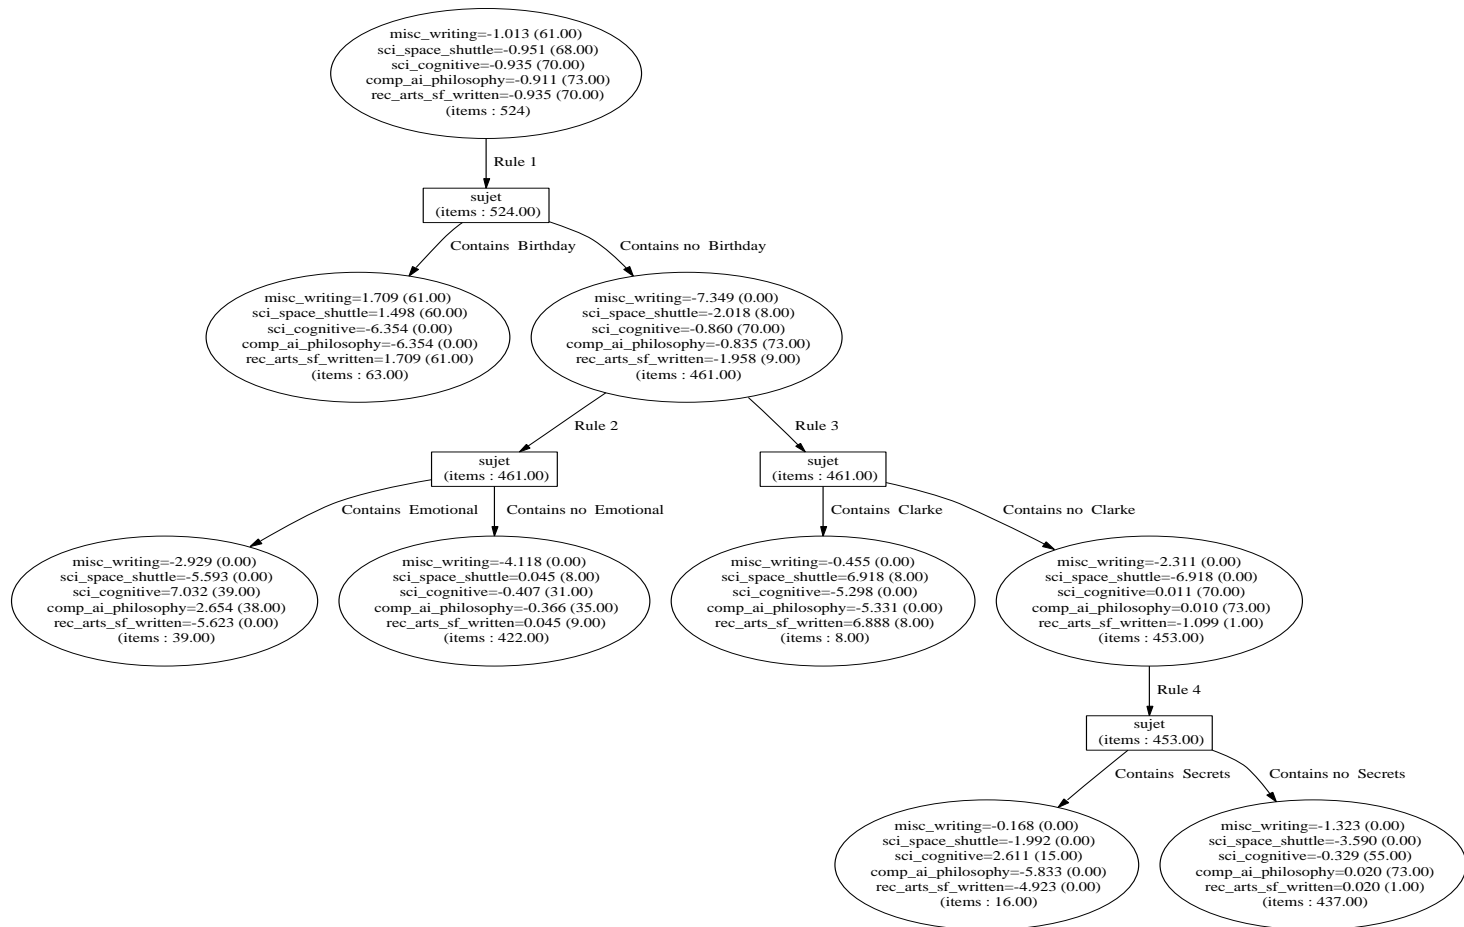 misc_writing=-1.013 (61.00)
sci_space_shuttle=-0.951 (68.00)
sci_cognitive=-0.935 (70.00)
comp_ai_philosophy=-0.911 (73.00)
rec_arts_sf_written=-0.935 (70.00)
(items : 524)
Rule 1
sujet
(items : 524.00)
Contains  Birthday
Contains no  Birthday
misc_writing=1.709 (61.00)
sci_space_shuttle=1.498 (60.00)
sci_cognitive=-6.354 (0.00)
comp_ai_philosophy=-6.354 (0.00)
rec_arts_sf_written=1.709 (61.00)
(items : 63.00)
misc_writing=-7.349 (0.00)
sci_space_shuttle=-2.018 (8.00)
sci_cognitive=-0.860 (70.00)
comp_ai_philosophy=-0.835 (73.00)
rec_arts_sf_written=-1.958 (9.00)
(items : 461.00)
Rule 2
Rule 3
sujet
(items : 461.00)
sujet
(items : 461.00)
Contains  Emotional
Contains no  Emotional
Contains  Clarke
Contains no  Clarke
misc_writing=-2.929 (0.00)
sci_space_shuttle=-5.593 (0.00)
sci_cognitive=7.032 (39.00)
comp_ai_philosophy=2.654 (38.00)
rec_arts_sf_written=-5.623 (0.00)
(items : 39.00)
misc_writing=-4.118 (0.00)
sci_space_shuttle=0.045 (8.00)
sci_cognitive=-0.407 (31.00)
comp_ai_philosophy=-0.366 (35.00)
rec_arts_sf_written=0.045 (9.00)
(items : 422.00)
misc_writing=-0.455 (0.00)
sci_space_shuttle=6.918 (8.00)
sci_cognitive=-5.298 (0.00)
comp_ai_philosophy=-5.331 (0.00)
rec_arts_sf_written=6.888 (8.00)
(items : 8.00)
misc_writing=-2.311 (0.00)
sci_space_shuttle=-6.918 (0.00)
sci_cognitive=0.011 (70.00)
comp_ai_philosophy=0.010 (73.00)
rec_arts_sf_written=-1.099 (1.00)
(items : 453.00)
Rule 4
sujet
(items : 453.00)
Contains  Secrets
Contains no  Secrets
misc_writing=-0.168 (0.00)
sci_space_shuttle=-1.992 (0.00)
sci_cognitive=2.611 (15.00)
comp_ai_philosophy=-5.833 (0.00)
rec_arts_sf_written=-4.923 (0.00)
(items : 16.00)
misc_writing=-1.323 (0.00)
sci_space_shuttle=-3.590 (0.00)
sci_cognitive=-0.329 (55.00)
comp_ai_philosophy=0.020 (73.00)
rec_arts_sf_written=0.020 (1.00)
(items : 437.00)